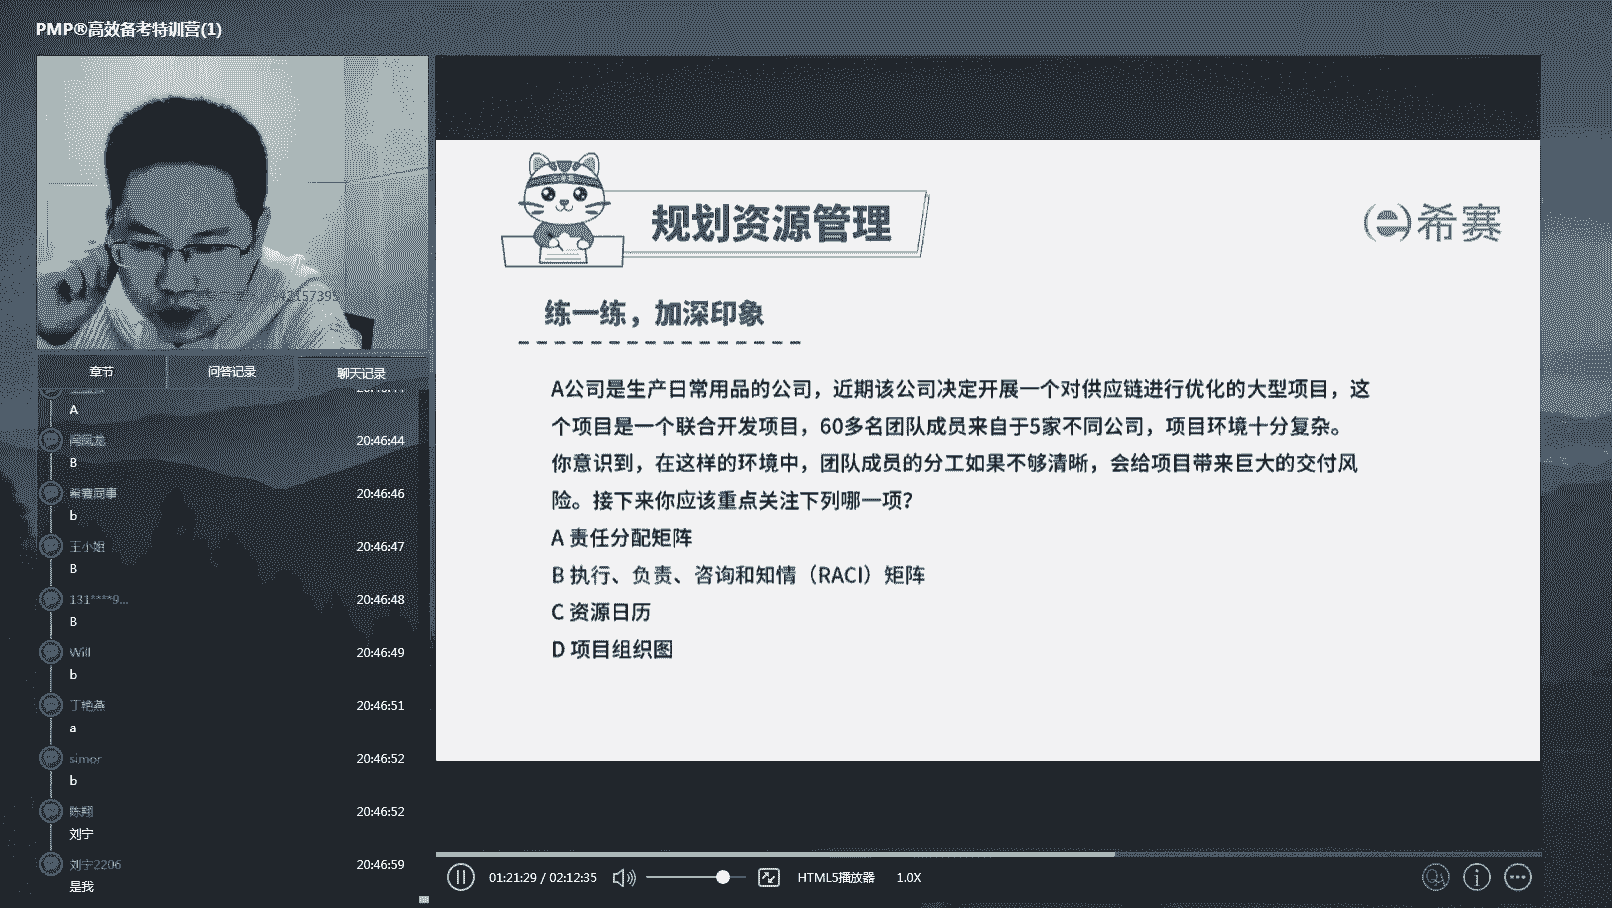 PMP®高效备考特训营(1)
章节
问答记录
聊天记录
A
闻凤龙
20:46:44
B
希赛同事
20:46:46
b
王小姐
20:46:47
B
131****9...
20:46:48
B
Will
20:46:49
b
丁艳燕
20:46:51
a
simor
20:46:52
b
陈翔
20:46:52
刘宁
刘宁2206
20:46:59
是我
规划资源管理
希赛
练一练，加深印象
A公司是生产日常用品的公司，近期该公司决定开展一个对供应链进行优化的大型项目，这
个项目是一个联合开发项目，60多名团队成员来自于5家不同公司，项目环境十分复杂。
你意识到，在这样的环境中，团队成员的分工如果不够清晰，会给项目带来巨大的交付风
险。接下来你应该重点关注下列哪一项？
A 责任分配矩阵
B 执行、负责、咨询和知情（RACI）矩阵
C 资源日历
D 项目组织图
01:21:29 / 02:12:35
HTML5播放器
1.0X